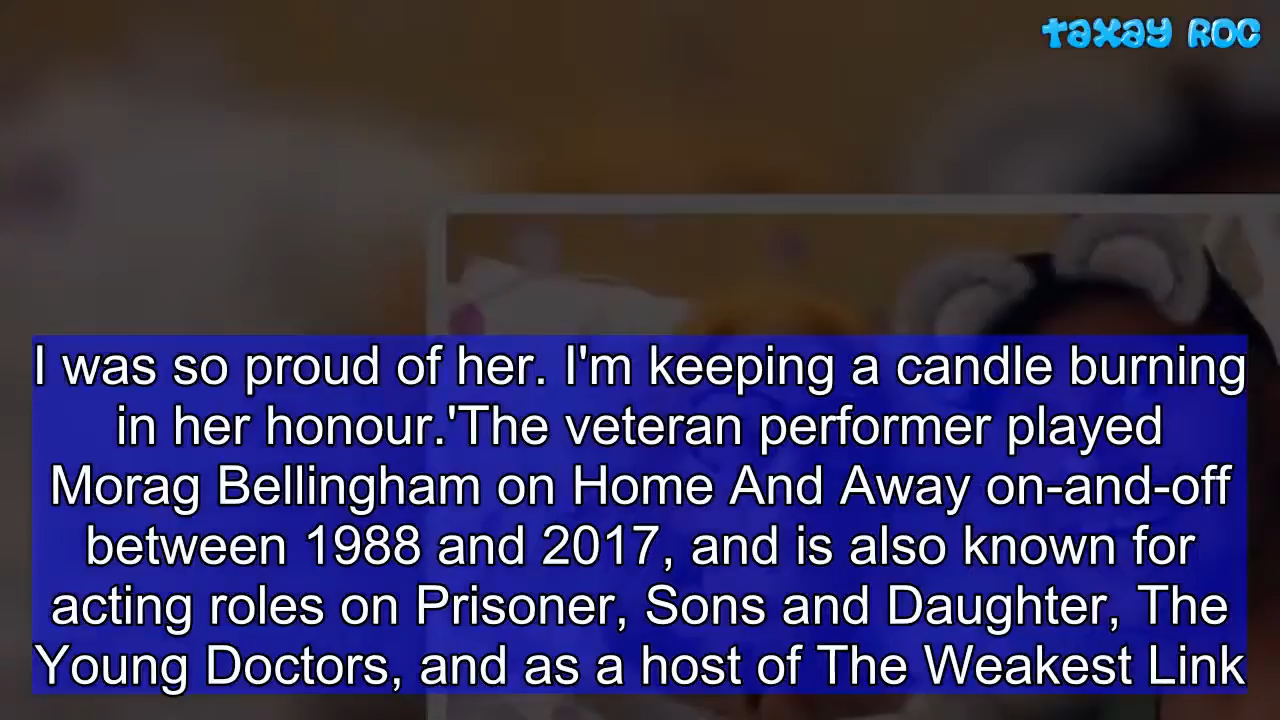 taxay ROC
I was so proud of her. I'm keeping a candle burning
in her honour.'The veteran performer played
Morag Bellingham on Home And Away on-and-off
between 1988 and 2017, and is also known for
acting roles on Prisoner, Sons and Daughter, The
Young Doctors, and as a host of The Weakest Link